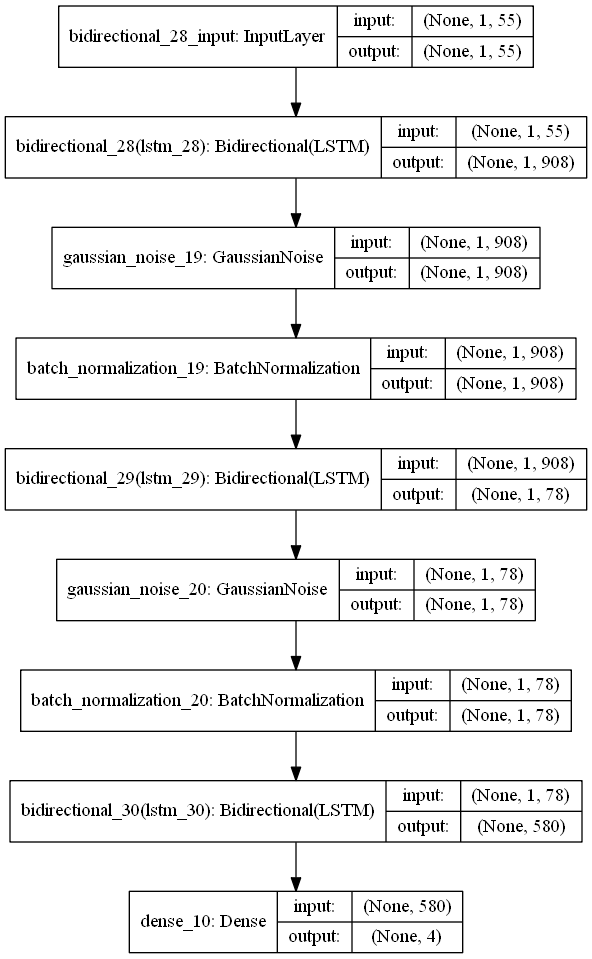 bidirectional_28_input: InputLayer
input: (None, 1, 55)
output: (None, 1, 55)
bidirectional_28(lstm_28): Bidirectional(LSTM)
input: (None, 1, 55)
output: (None, 1, 908)
gaussian_noise_19: GaussianNoise
input: (None, 1, 908)
output: (None, 1, 908)
batch_normalization_19: BatchNormalization
input: (None, 1, 908)
output: (None, 1, 908)
bidirectional_29(lstm_29): Bidirectional(LSTM)
input: (None, 1, 908)
output: (None, 1, 78)
gaussian_noise_20: GaussianNoise
input: (None, 1, 78)
output: (None, 1, 78)
batch_normalization_20: BatchNormalization
input: (None, 1, 78)
output: (None, 1, 78)
bidirectional_30(lstm_30): Bidirectional(LSTM)
input: (None, 1, 78)
output: (None, 580)
dense_10: Dense
input: (None, 580)
output: (None, 4)